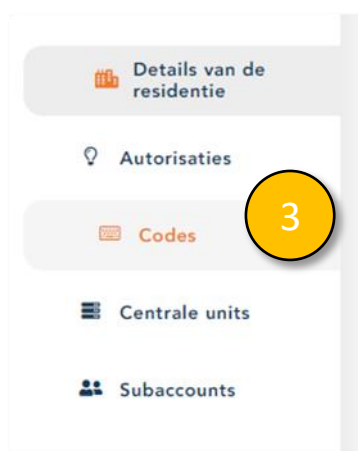 Details van de
residentie
Autorisaties
Codes
3
Centrale units
Subaccounts